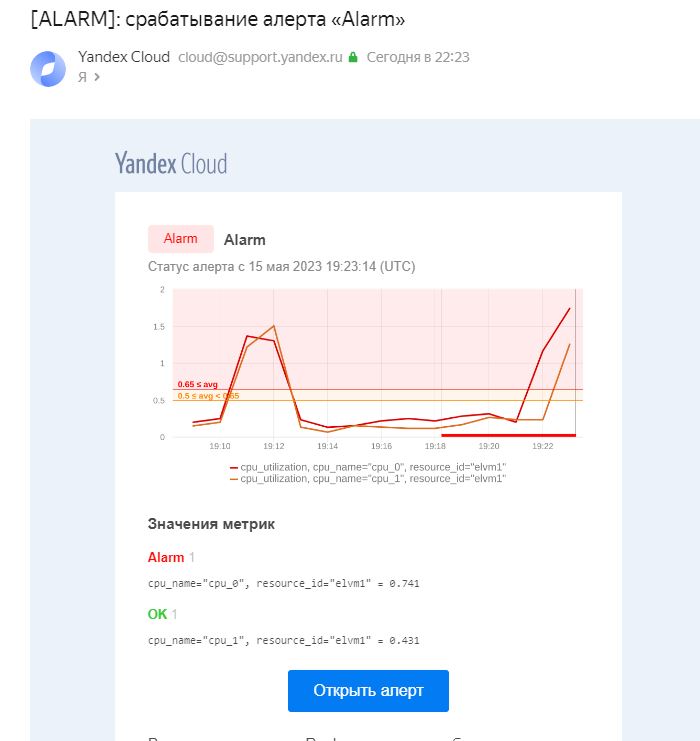 [ALARM]: срабатывание алерта «Alarm»
Yandex Cloud cloud@support.yandex.ru Сегодня в 22:23
Я >
Yandex Cloud
Alarm Alarm
Статус алерта с 15 мая 2023 19:23:14 (UTC)
2
1.5
1
0.65 ≤ avg
0.5 ≤ avg < 0.65
0.5
0
19:10 19:12 19:14 19:16 19:18 19:20 19:22
cpu_utilization, cpu_name="cpu_0", resource_id="elvm1"
cpu_utilization, cpu_name="cpu_1", resource_id="elvm1"
Значения метрик
Alarm 1
cpu_name="cpu_0", resource_id="elvm1" = 0.741
OK 1
cpu_name="cpu_1", resource_id="elvm1" = 0.431
Открыть алерт